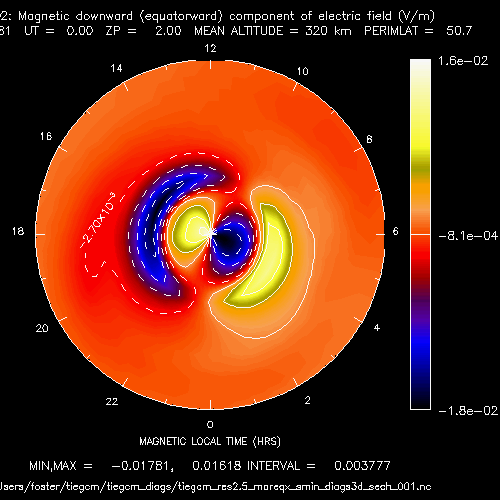 2: Magnetic downward (equatorward) component of electric field (V/m)
81 UT = 0.00 ZP = 2.00 MEAN ALTITUDE = 320 km PERIMLAT = 50.7
12
1.6e-02
14
10
16
8
-2.70X10⁻³
18
6
-8.1e-04
20
4
22
2
-1.8e-02
0
MAGNETIC LOCAL TIME (HRS)
MIN,MAX = -0.01781, 0.01618 INTERVAL = 0.003777
Users/foster/tiegcm/tiegcm_diags/tiegcm_res2.5_mareqx_smin_diags3d_sech_001.nc